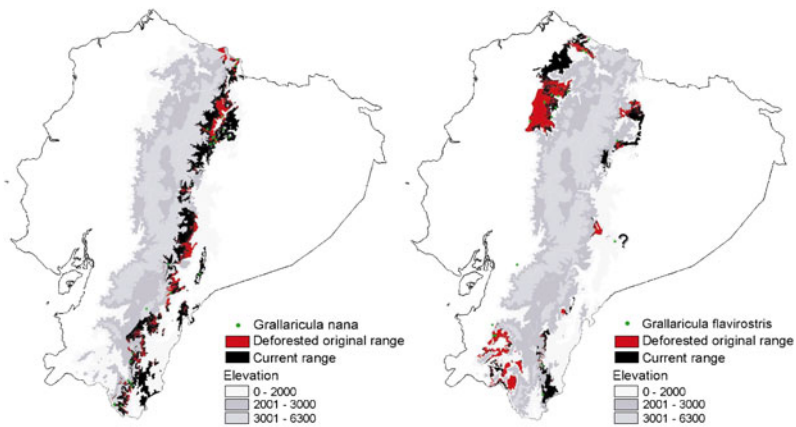 Grallaricula nana
Deforested original range
Current range
Elevation
0 - 2000
2001 - 3000
3001 - 6300
?
Grallaricula flavirostris
Deforested original range
Current range
Elevation
0 - 2000
2001 - 3000
3001 - 6300